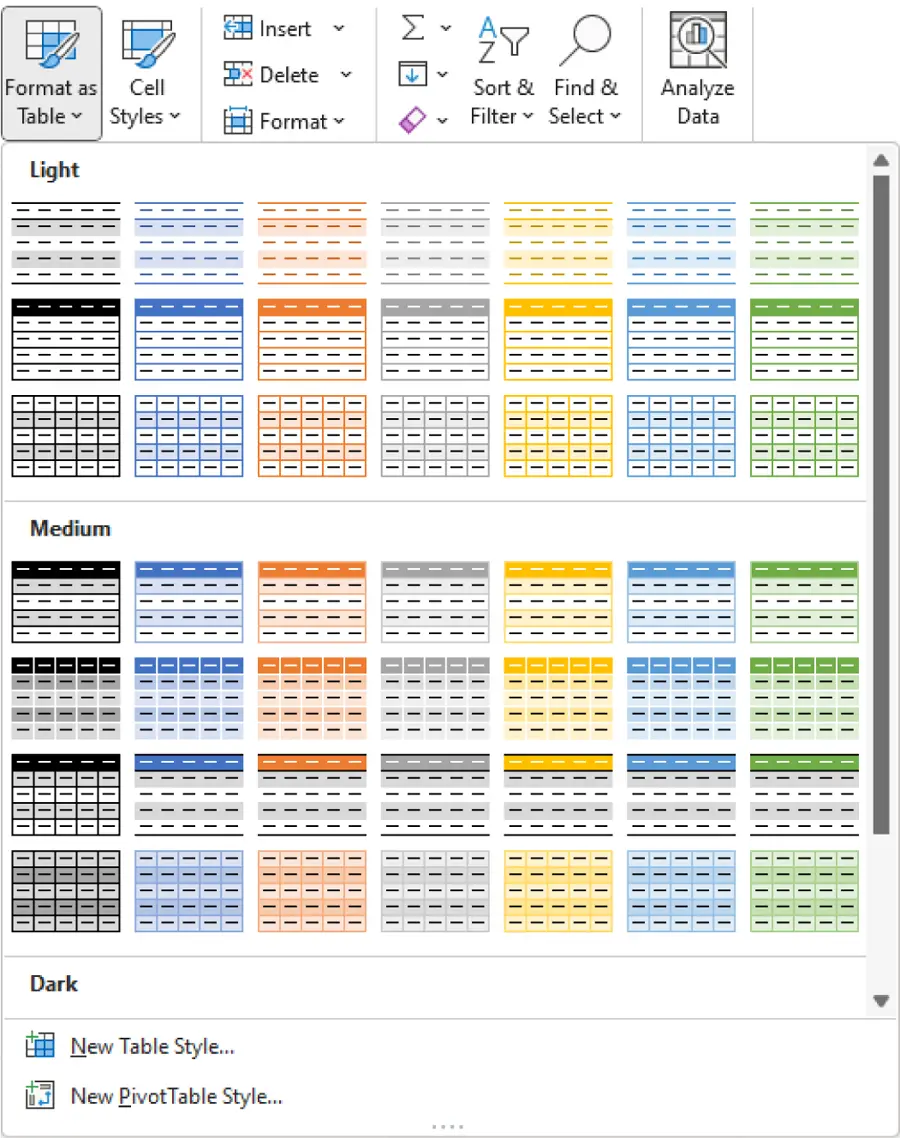 Format as
Table
Cell
Styles
Insert
Delete
Format
Sort &
Filter
Find &
Select
Analyze
Data
Light
Medium
Dark
New Table Style...
New PivotTable Style...